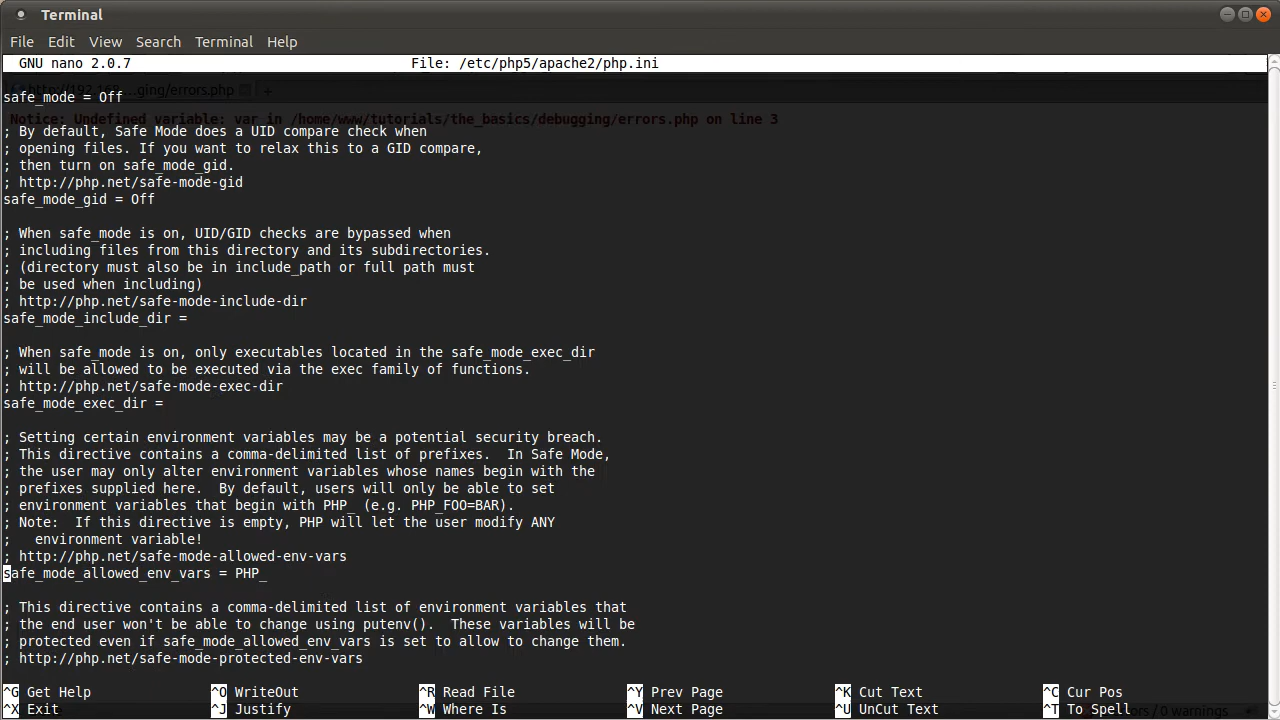 Terminal
File Edit View Search Terminal Help
GNU nano 2.0.7 File: /etc/php5/apache2/php.ini
safe_mode = Off
Notice: Undefined variable: var in /home/www/tutorials/the_basics/debugging/errors.php on line 3
; By default, Safe Mode does a UID compare check when
; opening files. If you want to relax this to a GID compare,
; then turn on safe_mode_gid.
; http://php.net/safe-mode-gid
safe_mode_gid = Off
; When safe_mode is on, UID/GID checks are bypassed when
; including files from this directory and its subdirectories.
; (directory must also be in include_path or full path must
; be used when including)
; http://php.net/safe-mode-include-dir
safe_mode_include_dir =
; When safe_mode is on, only executables located in the safe_mode_exec_dir
; will be allowed to be executed via the exec family of functions.
; http://php.net/safe-mode-exec-dir
safe_mode_exec_dir =
; Setting certain environment variables may be a potential security breach.
; This directive contains a comma-delimited list of prefixes.  In Safe Mode,
; the user may only alter environment variables whose names begin with the
; prefixes supplied here.  By default, users will only be able to set
; environment variables that begin with PHP_ (e.g. PHP_FOO=BAR).
; Note:  If this directive is empty, PHP will let the user modify ANY
;   environment variable!
; http://php.net/safe-mode-allowed-env-vars
safe_mode_allowed_env_vars = PHP_
; This directive contains a comma-delimited list of environment variables that
; the end user won't be able to change using putenv().  These variables will be
; protected even if safe_mode_allowed_env_vars is set to allow to change them.
; http://php.net/safe-mode-protected-env-vars
^G Get Help ^O WriteOut ^R Read File ^Y Prev Page ^K Cut Text ^C Cur Pos
^X Exit ^J Justify ^W Where Is ^V Next Page ^U UnCut Text ^T To Spell